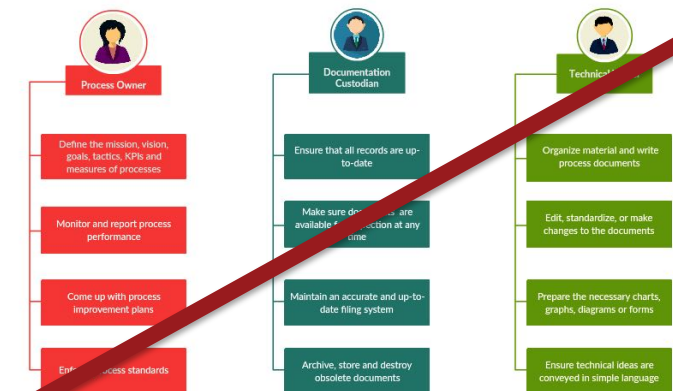 Process Owner
Define the mission, vision,
goals, tactics, KPIs and
measures of processes
Monitor and report process
performance
Come up with process
improvement plans
standards
Documentation
Custodian
Ensure that all records are up-
to-date
Make sure are
available at any
time
Maintain an accurate and up-to-
date filing system
Archive, store and destroy
obsolete documents
Technical
Organize material and write
process documents
Edit, standardize, or make
changes to the documents
Prepare the necessary charts,
graphs, diagrams or forms
Ensure technical ideas are
conveyed in simple language